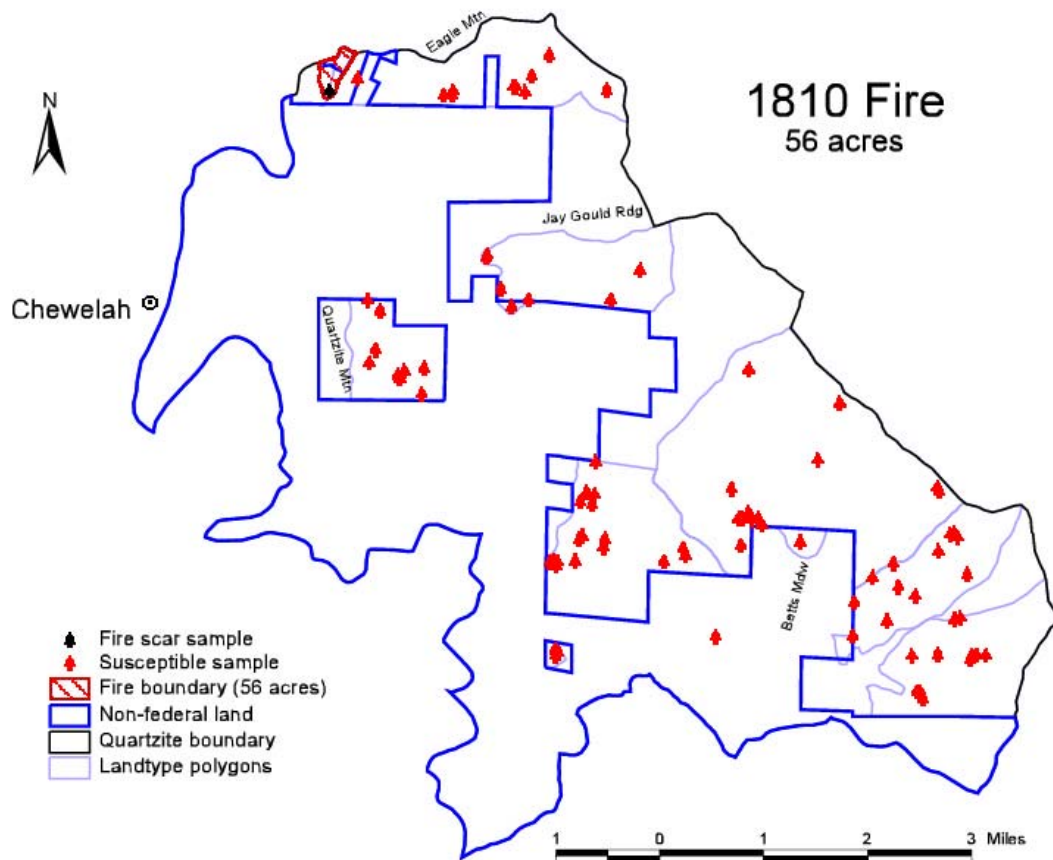 Eagle Mtn
1810 Fire
56 acres
N
Jay Gould Rdg
Chewelah
Quartzite Mtn
Betts Mdw
Fire scar sample
Susceptible sample
Fire boundary (56 acres)
Non-federal land
Quartzite boundary
Landtype polygons
1 0 1 2 3 Miles